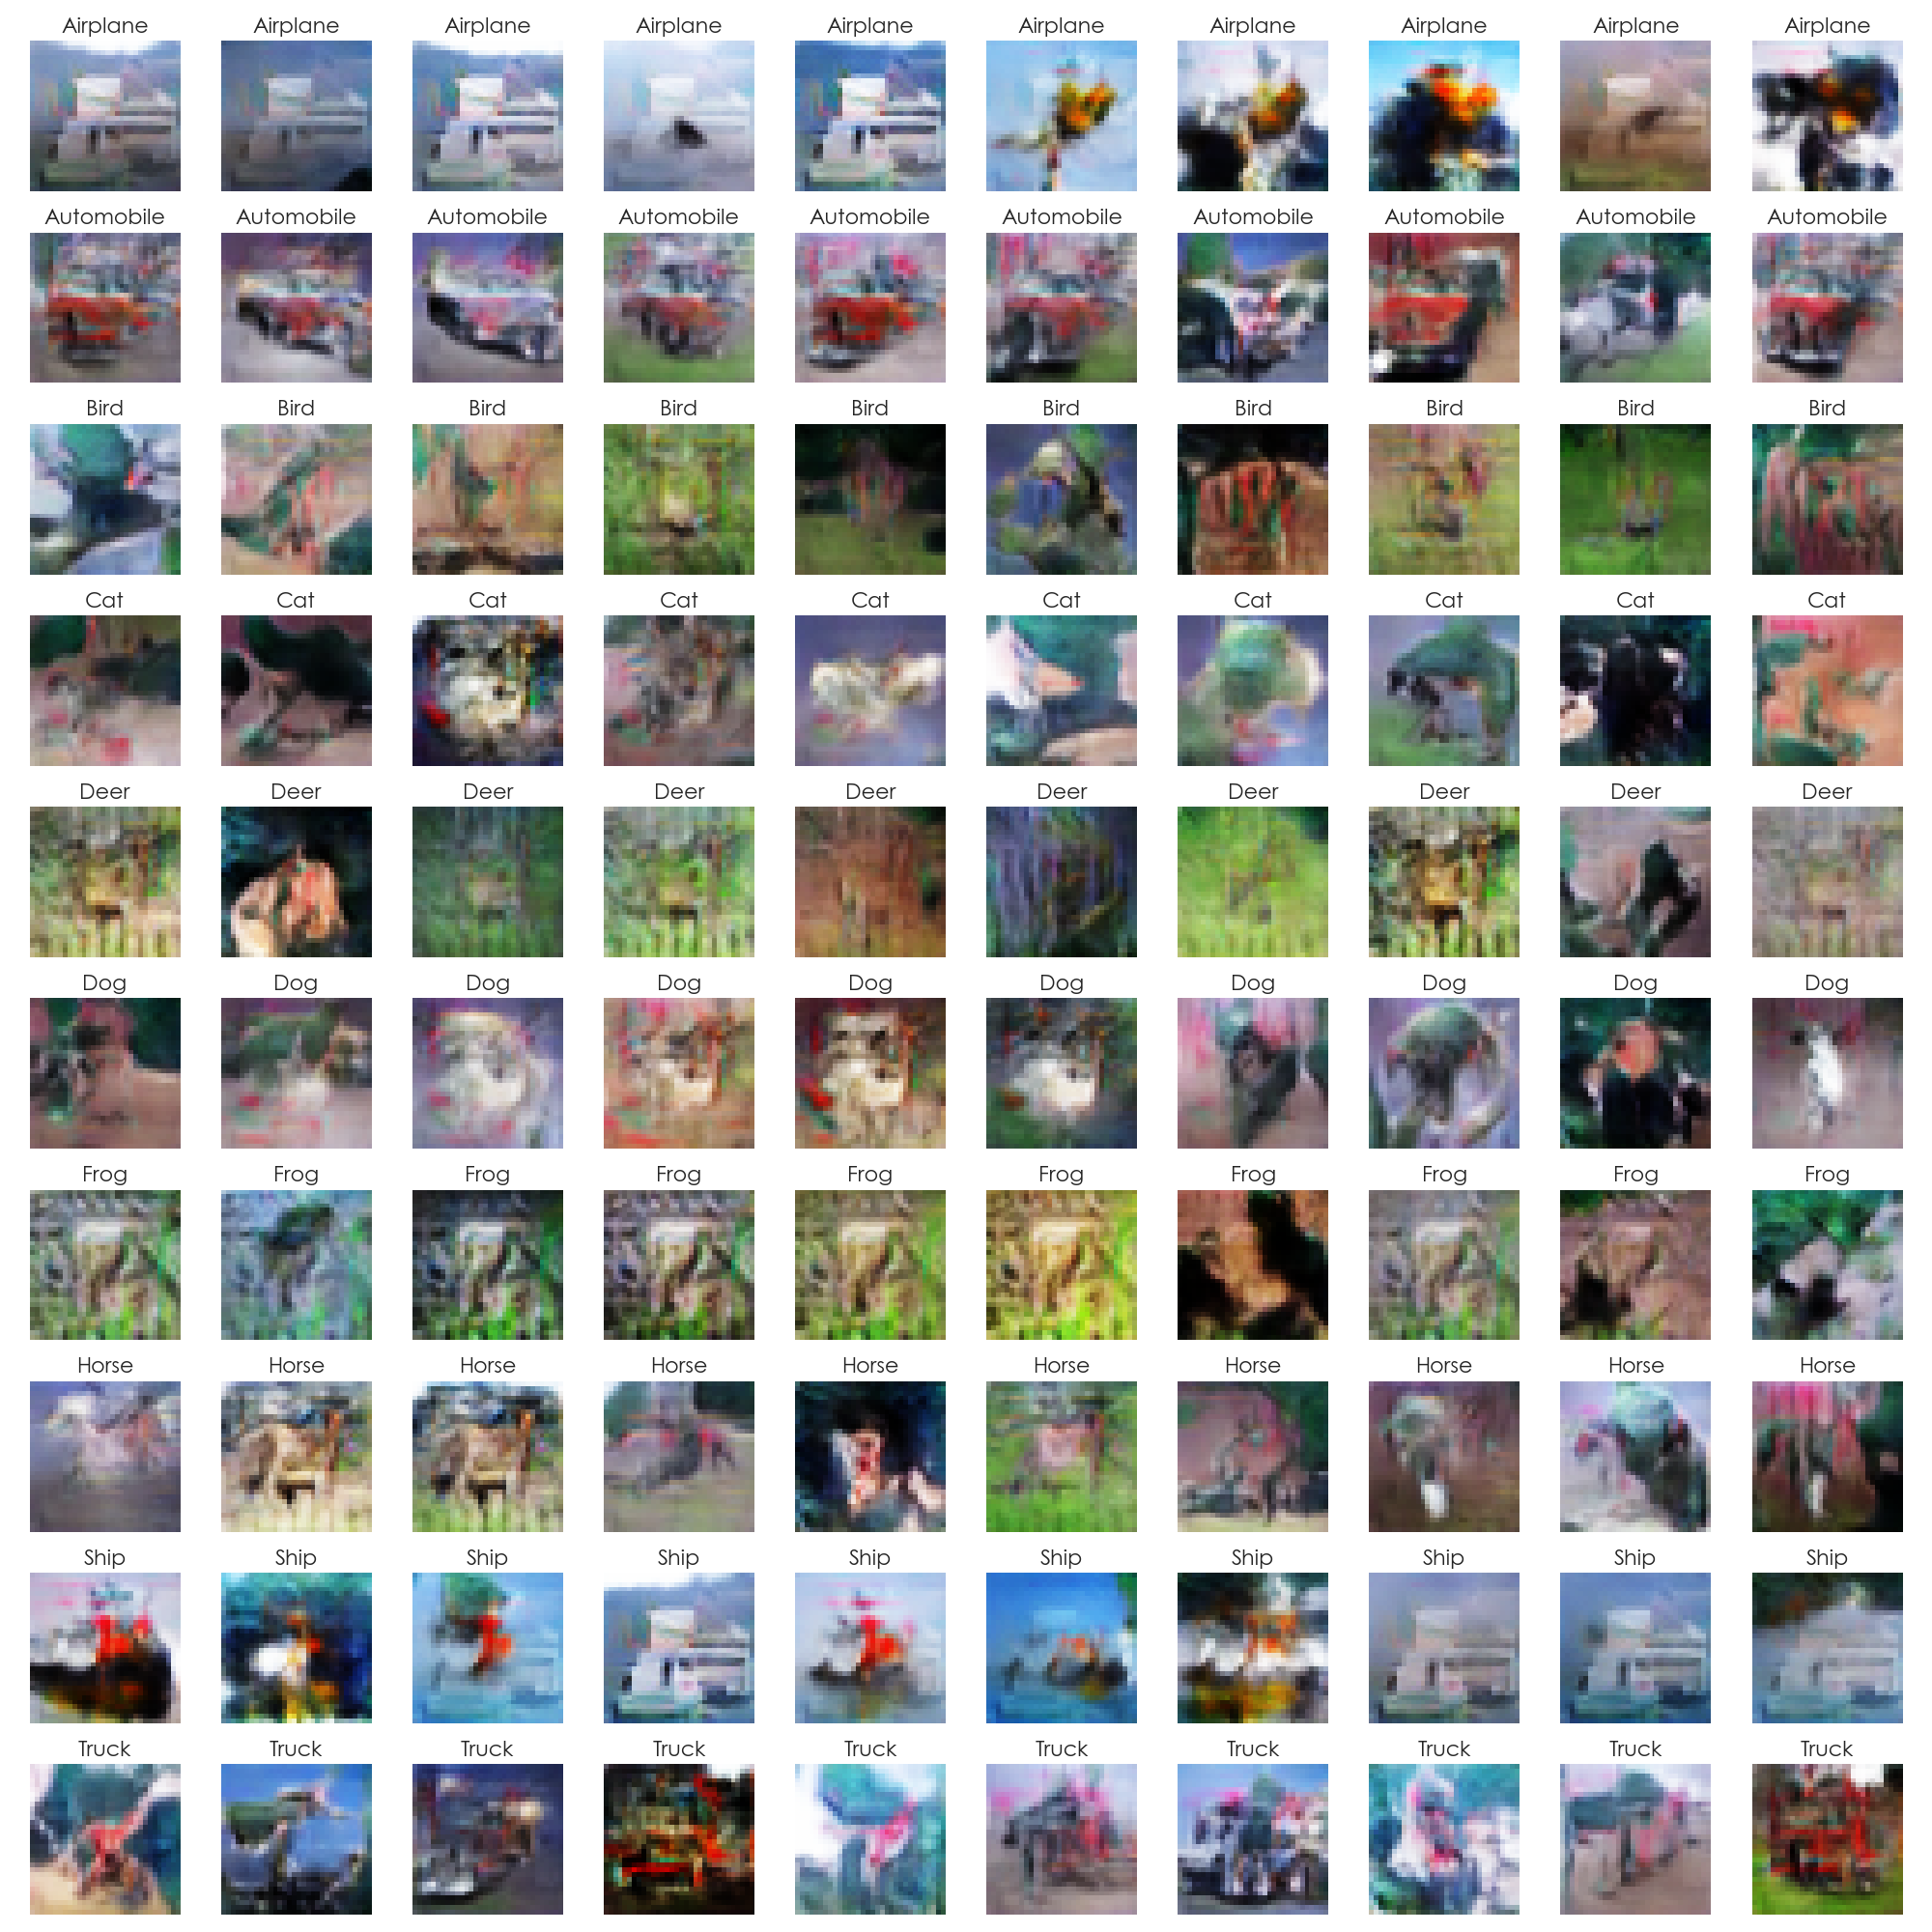 Airplane Airplane Airplane Airplane Airplane Airplane Airplane Airplane Airplane Airplane
Automobile Automobile Automobile Automobile Automobile Automobile Automobile Automobile Automobile Automobile
Bird Bird Bird Bird Bird Bird Bird Bird Bird Bird
Cat Cat Cat Cat Cat Cat Cat Cat Cat Cat
Deer Deer Deer Deer Deer Deer Deer Deer Deer Deer
Dog Dog Dog Dog Dog Dog Dog Dog Dog Dog
Frog Frog Frog Frog Frog Frog Frog Frog Frog Frog
Horse Horse Horse Horse Horse Horse Horse Horse Horse Horse
Ship Ship Ship Ship Ship Ship Ship Ship Ship Ship
Truck Truck Truck Truck Truck Truck Truck Truck Truck Truck